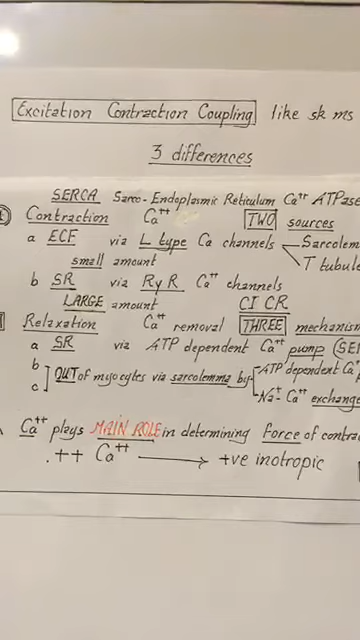 Excitation Contraction Coupling like sk ms
3 differences
SERCA Sarco-Endoplasmic Reticulum Ca++ ATPase
Contraction Ca++ TWO sources
a ECF via L type Ca channels Sarcolem
small amount T tubule
b SR via RyR Ca++ channels
LARGE amount CICR
Relaxation Ca++ removal THREE mechanism
a SR via ATP dependent Ca++ pump (SE
b OUT of myocytes via sarcolemma by ATP dependent Ca
c Na+-Ca++ exchange
Ca++ plays MAIN ROLE in determining Force of contra
.++ Ca++ → +ve inotropic